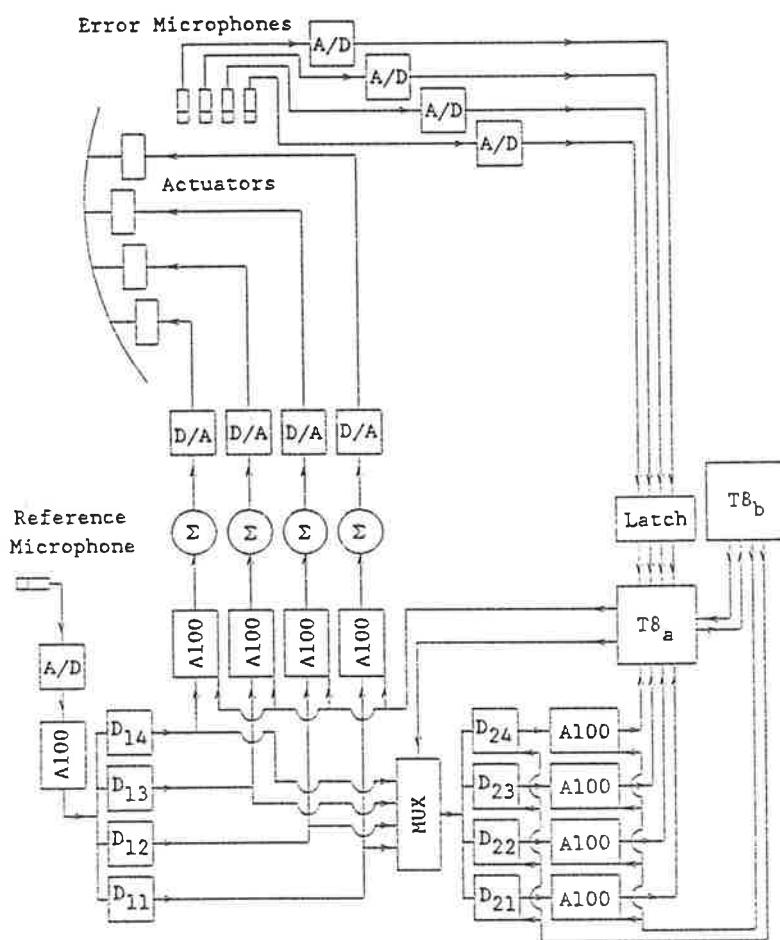 Error Microphones
A/D
A/D
A/D
A/D
Actuators
D/A
D/A
D/A
D/A
T8b
Latch
Reference
Microphone
Σ
Σ
Σ
Σ
T8a
A100
A100
A100
A100
A/D
A100
D14
D13
D12
D11
MUX
D24
A100
D23
A100
D22
A100
D21
A100